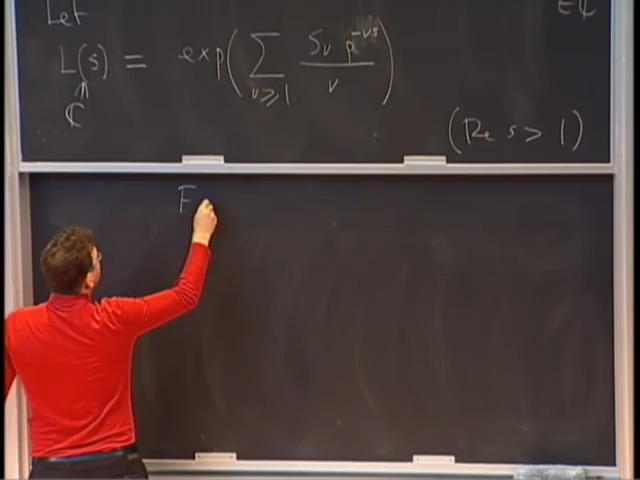 Let
∈ ℂ
L(s) = exp( ∑_{ν≥1} S_ν p^{-νs} / ν )
⋒
ℂ
(Re s > 1)
F